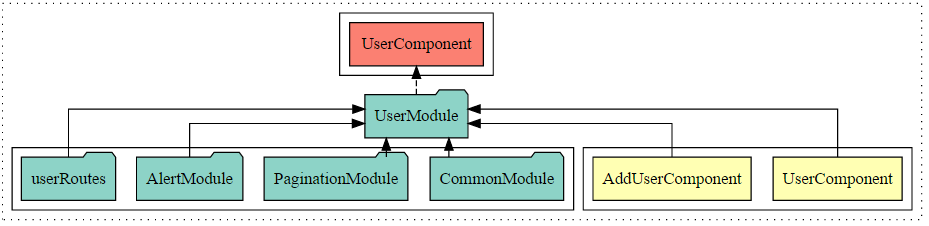 UserComponent
UserModule
userRoutes
AlertModule
PaginationModule
CommonModule
AddUserComponent
UserComponent